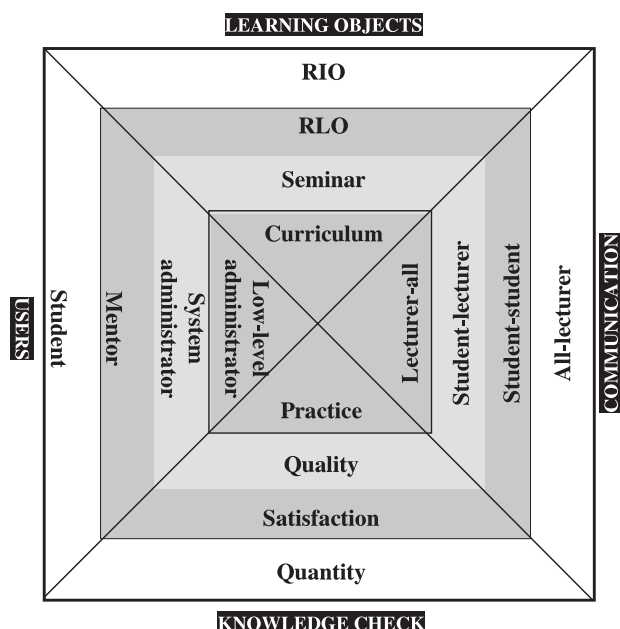 LEARNING OBJECTS
RIO
RLO
Seminar
Curriculum
USERS
Student
Mentor
System
administrator
Low-level
administrator
Lecturer-all
Student-lecturer
Student-student
All-lecturer
COMMUNICATION
Practice
Quality
Satisfaction
Quantity
KNOWLEDGE CHECK